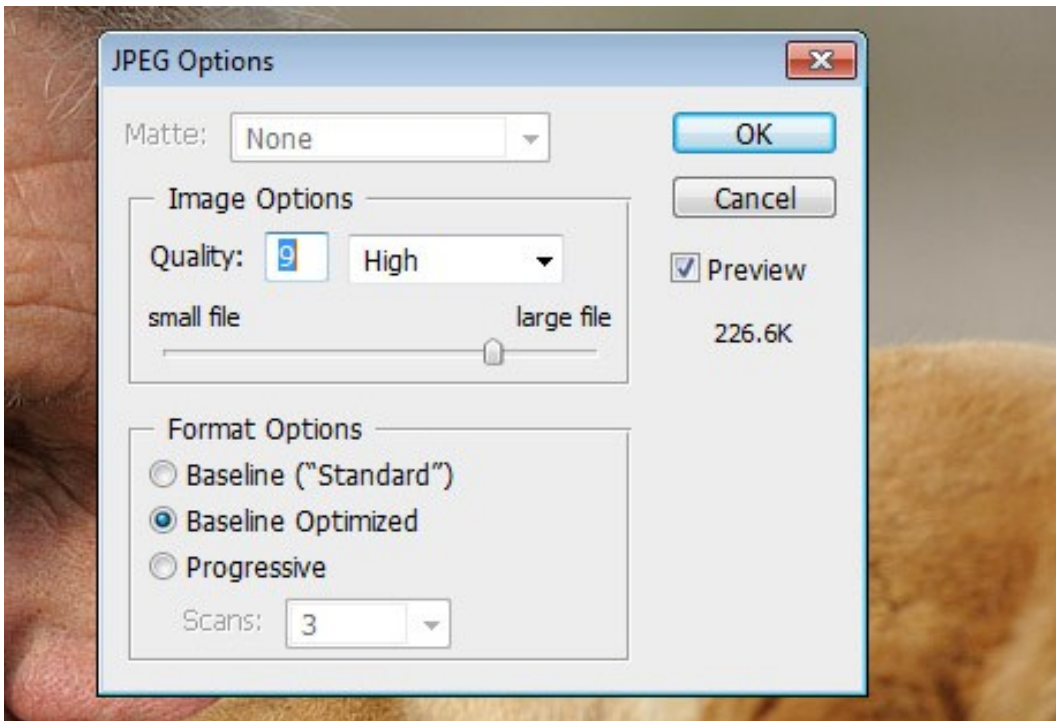 JPEG Options
Matte: None
OK
Image Options
Cancel
Quality: 9 High
Preview
small file large file
226.6K
Format Options
Baseline (“Standard”)
Baseline Optimized
Progressive
Scans: 3